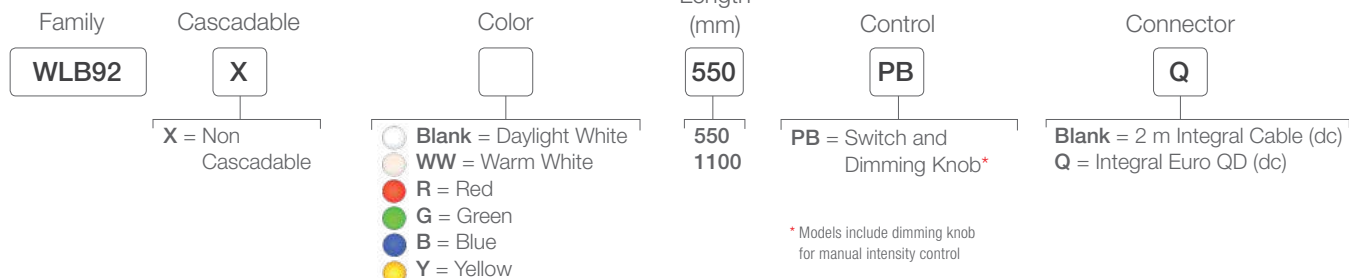 Family
Cascadable
Color
Length
(mm)
Control
Connector
WLB92
X
550
PB
Q
X = Non
Cascadable
Blank = Daylight White
WW = Warm White
R = Red
G = Green
B = Blue
Y = Yellow
550
1100
PB = Switch and
Dimming Knob*
* Models include dimming knob
for manual intensity control
Blank = 2 m Integral Cable (dc)
Q = Integral Euro QD (dc)